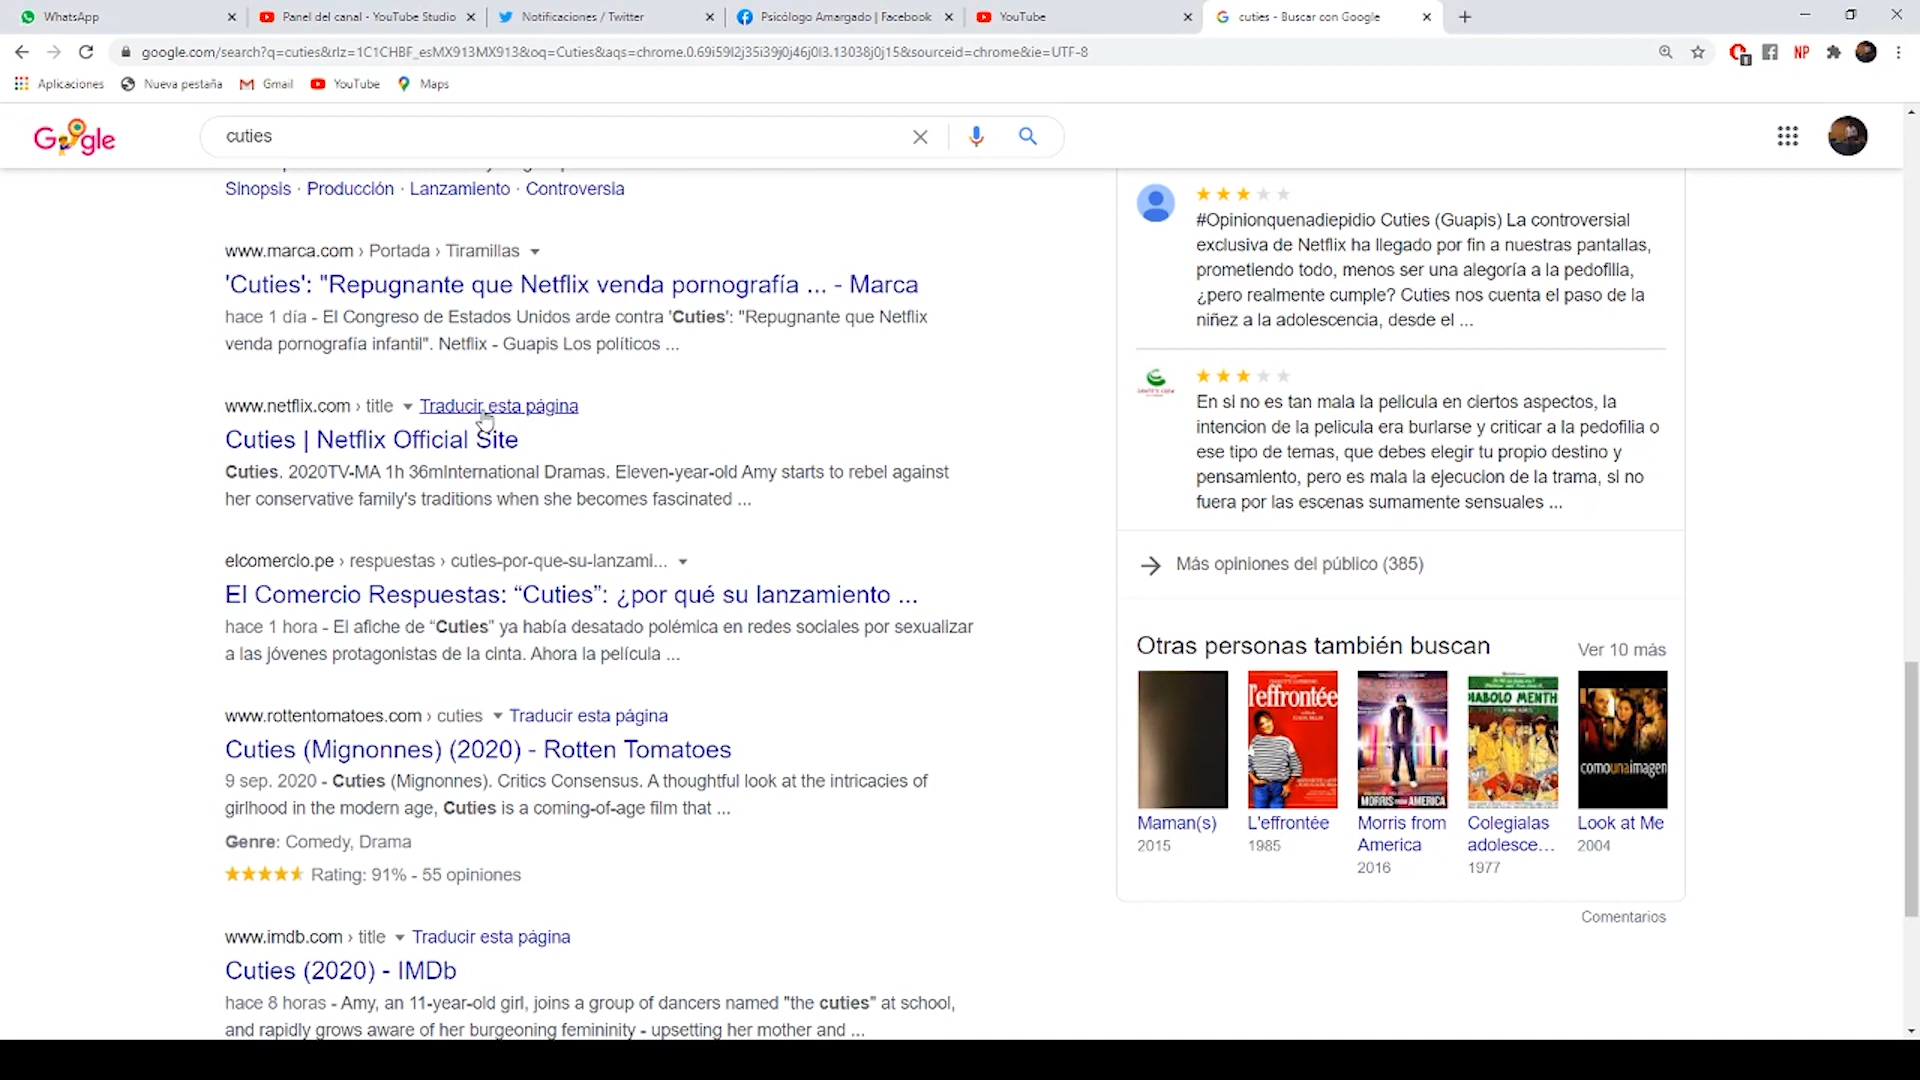 WhatsApp
Panel del canal - YouTube Studio
Notificaciones / Twitter
Psicólogo Amargado | Facebook
YouTube
cuties - Buscar con Google
google.com/search?q=cuties&rlz=1C1CHBF_esMX913MX913&oq=Cuties&aqs=chrome.0.69i59l2j35i39j0j46j0l3.13038j0j15&sourceid=chrome&ie=UTF-8
NP
Aplicaciones
Nueva pestaña
Gmail
YouTube
Maps
Google
cuties
Sinopsis · Producción · Lanzamiento · Controversia
www.marca.com › Portada › Tiramillas
'Cuties': "Repugnante que Netflix venda pornografía ... - Marca
hace 1 día - El Congreso de Estados Unidos arde contra 'Cuties': "Repugnante que Netflix
venda pornografía infantil". Netflix - Guapis Los políticos ...
www.netflix.com › title Traducir esta página
Cuties | Netflix Official Site
Cuties. 2020TV-MA 1h 36mInternational Dramas. Eleven-year-old Amy starts to rebel against
her conservative family's traditions when she becomes fascinated ...
elcomercio.pe › respuestas › cuties-por-que-su-lanzami...
El Comercio Respuestas: “Cuties”: ¿por qué su lanzamiento ...
hace 1 hora - El afiche de “Cuties” ya había desatado polémica en redes sociales por sexualizar
a las jóvenes protagonistas de la cinta. Ahora la película ...
www.rottentomatoes.com › cuties Traducir esta página
Cuties (Mignonnes) (2020) - Rotten Tomatoes
9 sep. 2020 - Cuties (Mignonnes). Critics Consensus. A thoughtful look at the intricacies of
girlhood in the modern age, Cuties is a coming-of-age film that ...
Genre: Comedy, Drama
Rating: 91% - 55 opiniones
www.imdb.com › title Traducir esta página
Cuties (2020) - IMDb
hace 8 horas - Amy, an 11-year-old girl, joins a group of dancers named "the cuties" at school,
and rapidly grows aware of her burgeoning femininity - upsetting her mother and ...
#Opinionquenadiepidio Cuties (Guapis) La controversial
exclusiva de Netflix ha llegado por fin a nuestras pantallas,
prometiendo todo, menos ser una alegoría a la pedofilia,
¿pero realmente cumple? Cuties nos cuenta el paso de la
niñez a la adolescencia, desde el ...
En si no es tan mala la pelicula en ciertos aspectos, la
intencion de la pelicula era burlarse y criticar a la pedofilia o
ese tipo de temas, que debes elegir tu propio destino y
pensamiento, pero es mala la ejecucion de la trama, si no
fuera por las escenas sumamente sensuales ...
Más opiniones del público (385)
Otras personas también buscan
Ver 10 más
l'effrontée
MORRIS from AMERICA
DIABOLO MENTH
comounaimagen
Maman(s)
2015
L'effrontée
1985
Morris from
America
2016
Colegialas
adolesce...
1977
Look at Me
2004
Comentarios